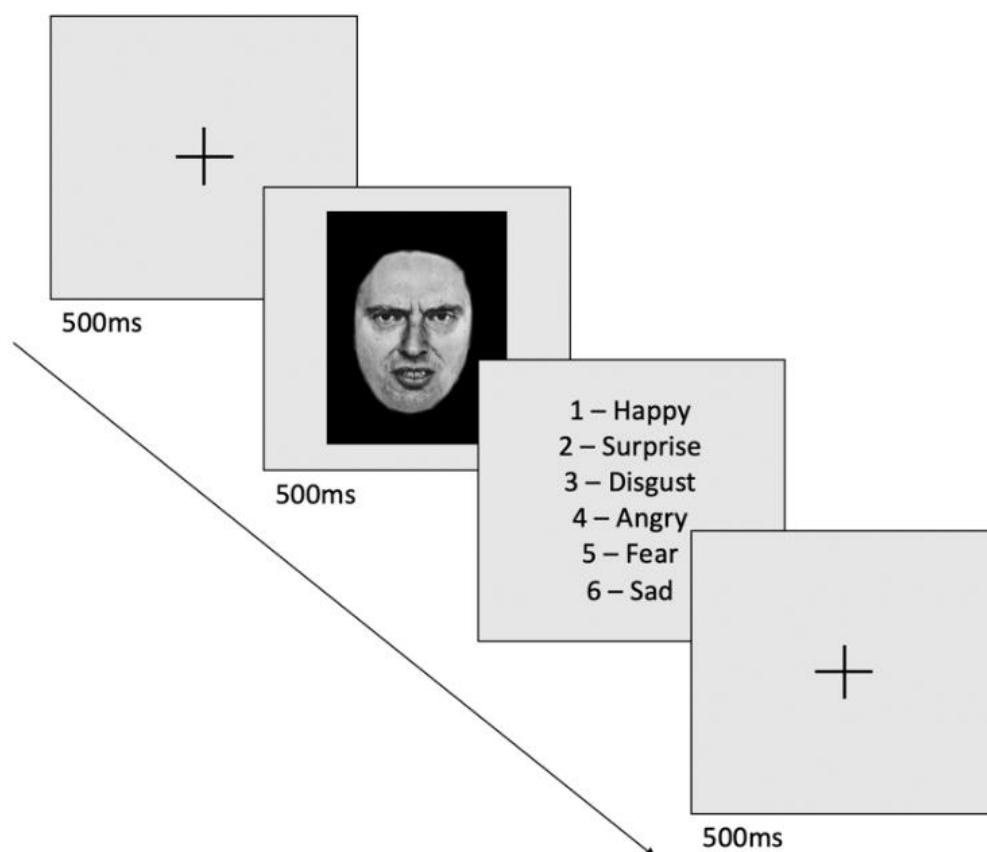 500ms
500ms
1 – Happy
2 – Surprise
3 – Disgust
4 – Angry
5 – Fear
6 – Sad
500ms